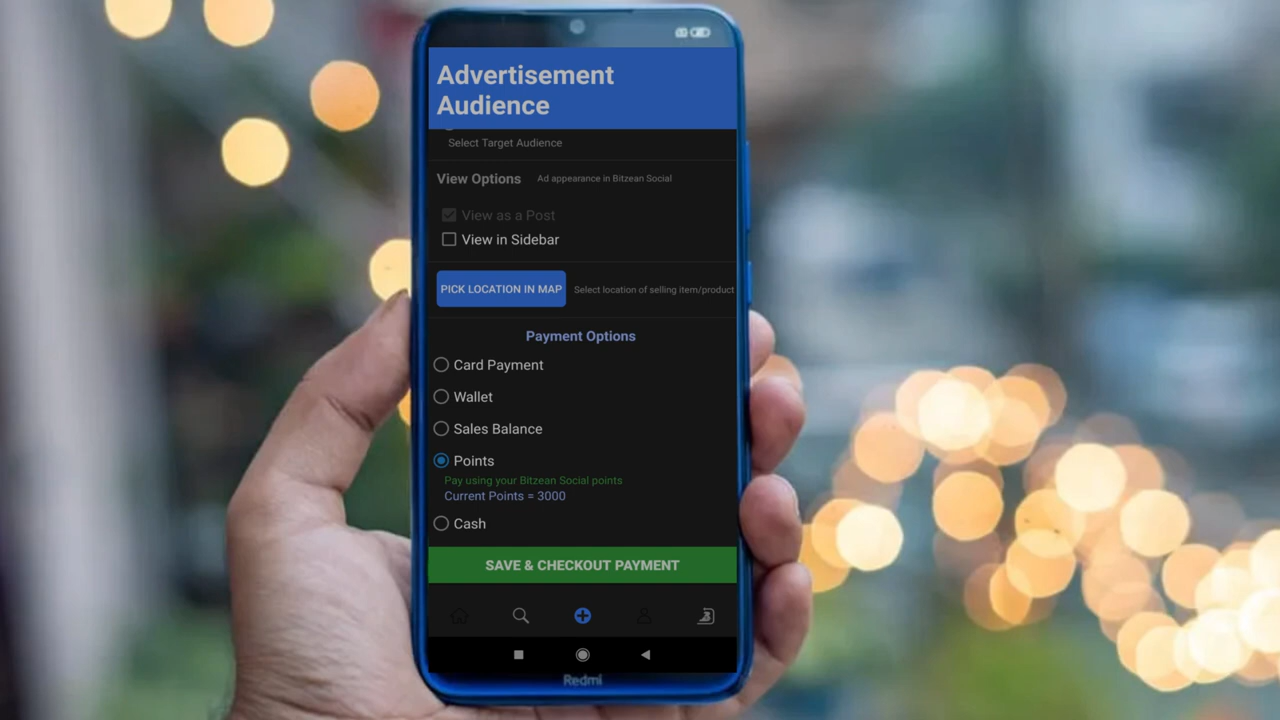 Advertisement
Audience
Select Target Audience
View Options Ad appearance in Bitzean Social
View as a Post
View in Sidebar
PICK LOCATION IN MAP Select location of selling item/product
Payment Options
Card Payment
Wallet
Sales Balance
Points
Pay using your Bitzean Social points
Current Points = 3000
Cash
SAVE & CHECKOUT PAYMENT
Redmi